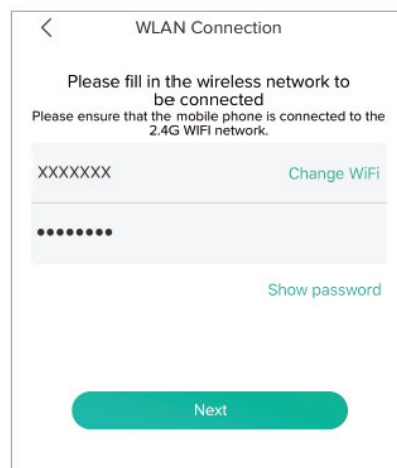 WLAN Connection
Please fill in the wireless network to
be connected
Please ensure that the mobile phone is connected to the
2.4G WIFI network.
XXXXXXX Change WiFi
••••••••
Show password
Next